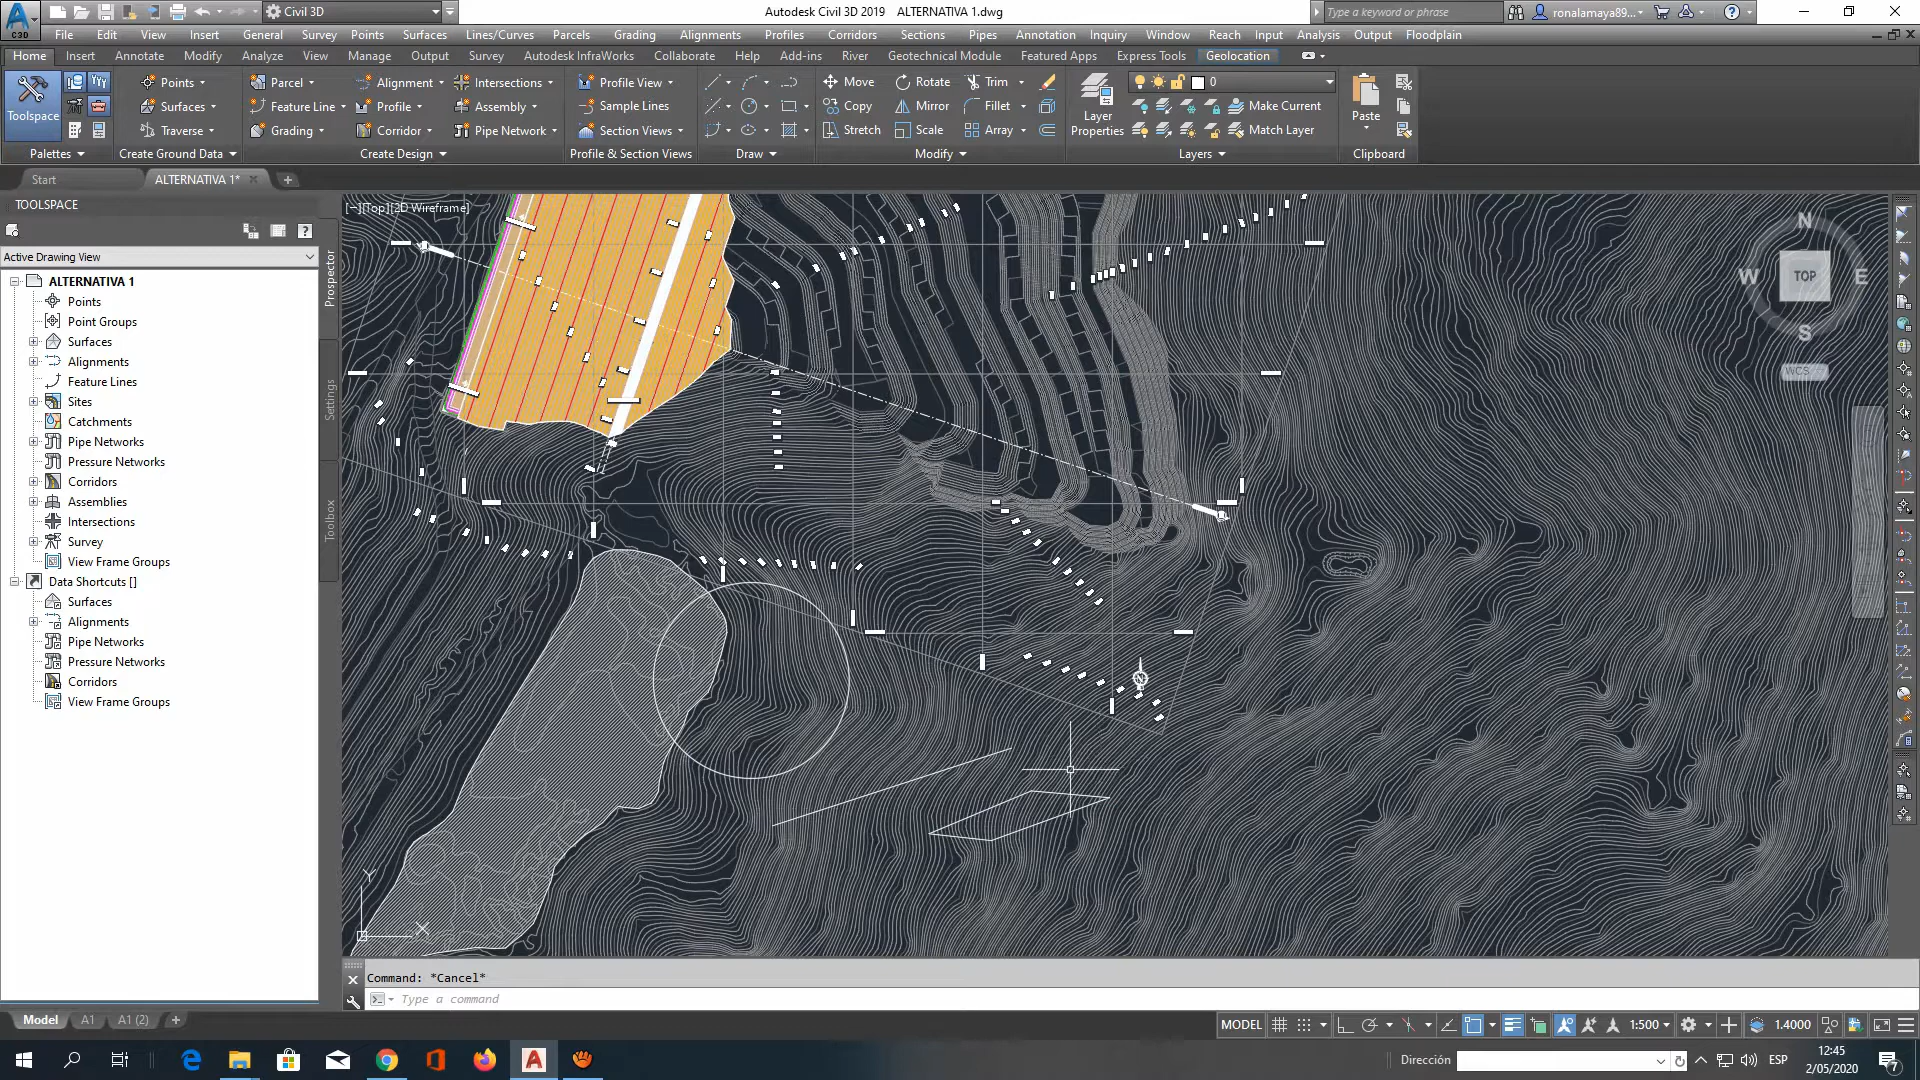 Civil 3D
Autodesk Civil 3D 2019 ALTERNATIVA 1.dwg
Type a keyword or phrase
ronalamaya89...
C3D
File Edit View Insert General Survey Points Surfaces Lines/Curves Parcels Grading Alignments Profiles Corridors Sections Pipes Annotation Inquiry Window Reach Input Analysis Output Floodplain
Home Insert Annotate Modify Analyze View Manage Output Survey Autodesk InfraWorks Collaborate Help Add-ins River Geotechnical Module Featured Apps Express Tools Geolocation
Points Parcel Alignment Intersections Profile View Move Rotate Trim 0
Toolspace Surfaces Feature Line Profile Assembly Sample Lines Copy Mirror Fillet Layer Properties Make Current Paste
Traverse Grading Corridor Pipe Network Section Views Stretch Scale Array Match Layer
Palettes Create Ground Data Create Design Profile & Section Views Draw Modify Layers Clipboard
Start ALTERNATIVA 1*
TOOLSPACE
[−][Top][2D Wireframe]
Active Drawing View
Prospector
Settings
Toolbox
ALTERNATIVA 1
Points
Point Groups
Surfaces
Alignments
Feature Lines
Sites
Catchments
Pipe Networks
Pressure Networks
Corridors
Assemblies
Intersections
Survey
View Frame Groups
Data Shortcuts []
Surfaces
Alignments
Pipe Networks
Pressure Networks
Corridors
View Frame Groups
N
W TOP E
S
WCS
N
Y
X
Command: *Cancel*
Type a command
Model A1 A1 (2)
MODEL 1:500 1.4000
Dirección
ESP
12:45
2/05/2020
7